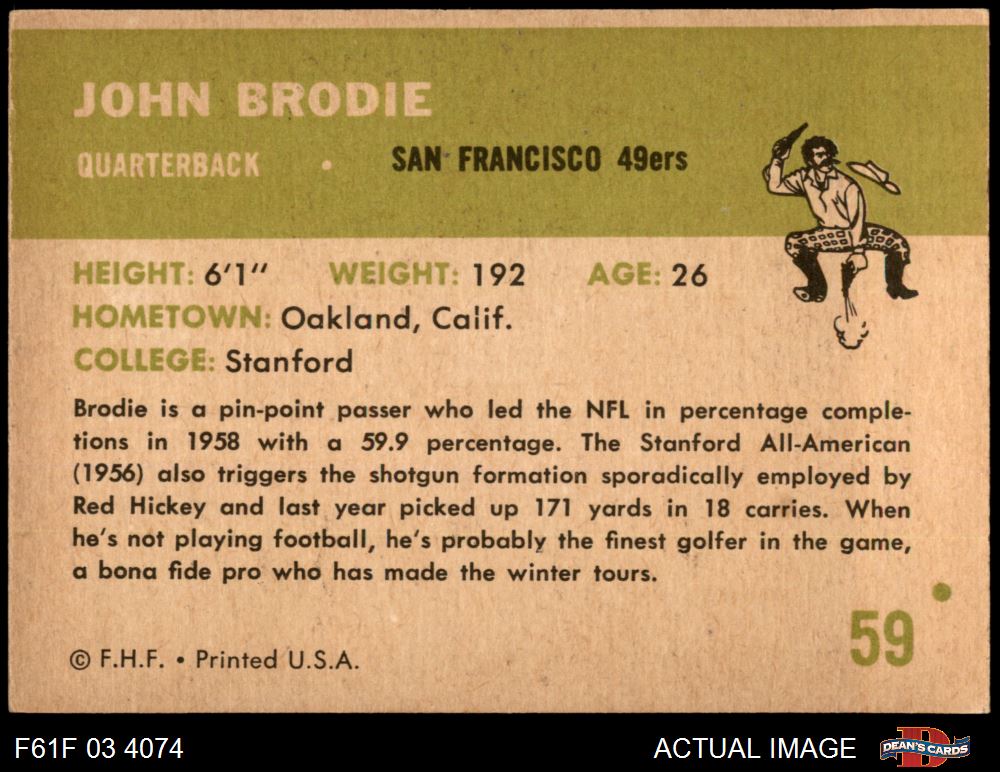 JOHN BRODIE
QUARTERBACK • SAN FRANCISCO 49ers
HEIGHT: 6'1" WEIGHT: 192 AGE: 26
HOMETOWN: Oakland, Calif.
COLLEGE: Stanford
Brodie is a pin-point passer who led the NFL in percentage comple-
tions in 1958 with a 59.9 percentage. The Stanford All-American
(1956) also triggers the shotgun formation sporadically employed by
Red Hickey and last year picked up 171 yards in 18 carries. When
he's not playing football, he's probably the finest golfer in the game,
a bona fide pro who has made the winter tours.
59
© F.H.F. • Printed U.S.A.
F61F 03 4074 ACTUAL IMAGE DEAN'S CARDS